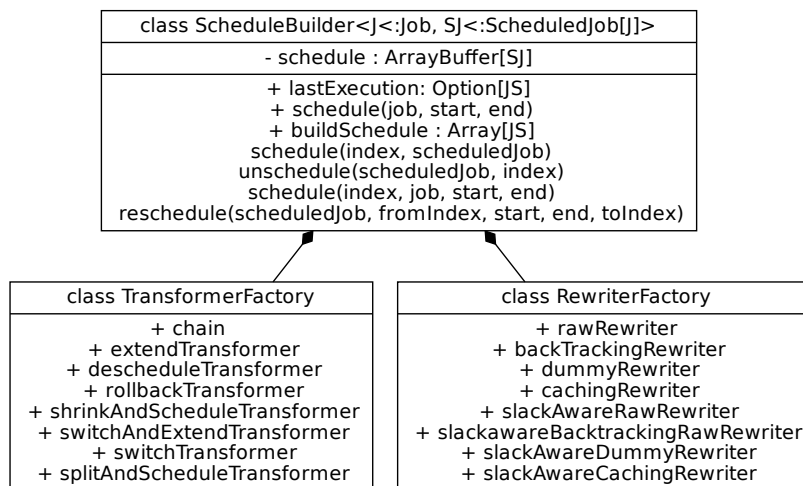 class ScheduleBuilder<J<:Job, SJ<:ScheduledJob[J]>
- schedule : ArrayBuffer[SJ]
+ lastExecution: Option[JS]
+ schedule(job, start, end)
+ buildSchedule : Array[JS]
schedule(index, scheduledJob)
unschedule(scheduledJob, index)
schedule(index, job, start, end)
reschedule(scheduledJob, fromIndex, start, end, toIndex)
class TransformerFactory
+ chain
+ extendTransformer
+ descheduleTransformer
+ rollbackTransformer
+ shrinkAndScheduleTransformer
+ switchAndExtendTransformer
+ switchTransformer
+ splitAndScheduleTransformer
class RewriterFactory
+ rawRewriter
+ backTrackingRewriter
+ dummyRewriter
+ cachingRewriter
+ slackAwareRawRewriter
+ slackawareBacktrackingRawRewriter
+ slackAwareDummyRewriter
+ slackAwareCachingRewriter